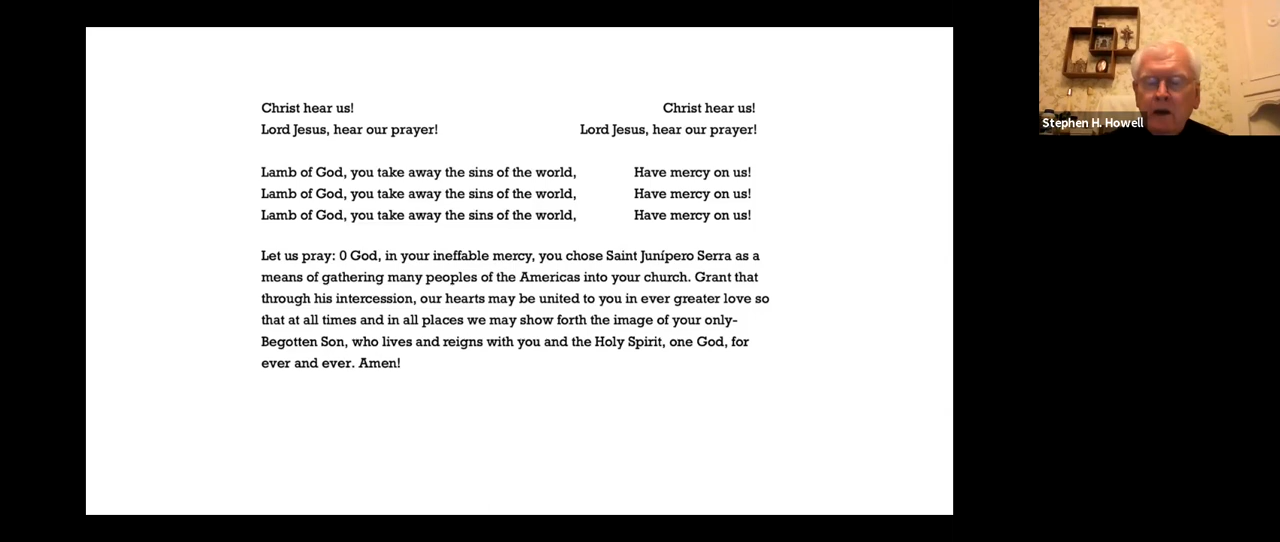 Christ hear us! Christ hear us!
Lord Jesus, hear our prayer! Lord Jesus, hear our prayer!
Lamb of God, you take away the sins of the world, Have mercy on us!
Lamb of God, you take away the sins of the world, Have mercy on us!
Lamb of God, you take away the sins of the world, Have mercy on us!
Let us pray: 0 God, in your ineffable mercy, you chose Saint Junípero Serra as a
means of gathering many peoples of the Americas into your church. Grant that
through his intercession, our hearts may be united to you in ever greater love so
that at all times and in all places we may show forth the image of your only-
Begotten Son, who lives and reigns with you and the Holy Spirit, one God, for
ever and ever. Amen!
Stephen H. Howell